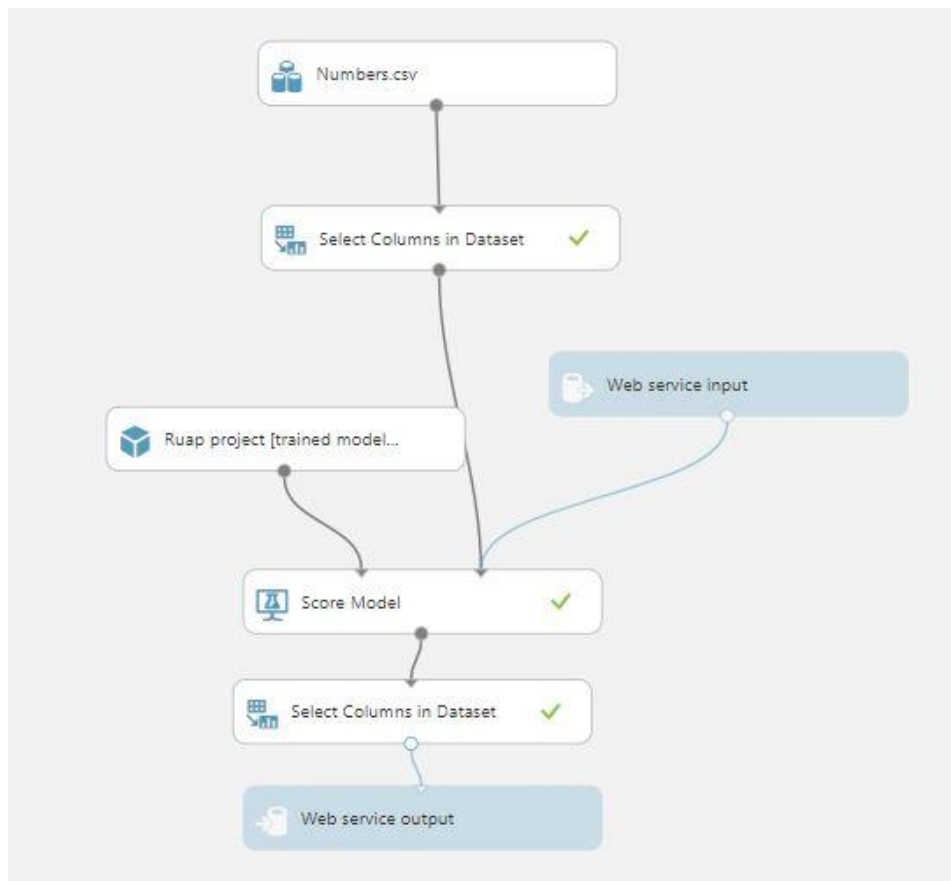 Numbers.csv
Select Columns in Dataset
Web service input
Ruap project [trained model...
Score Model
Select Columns in Dataset
Web service output